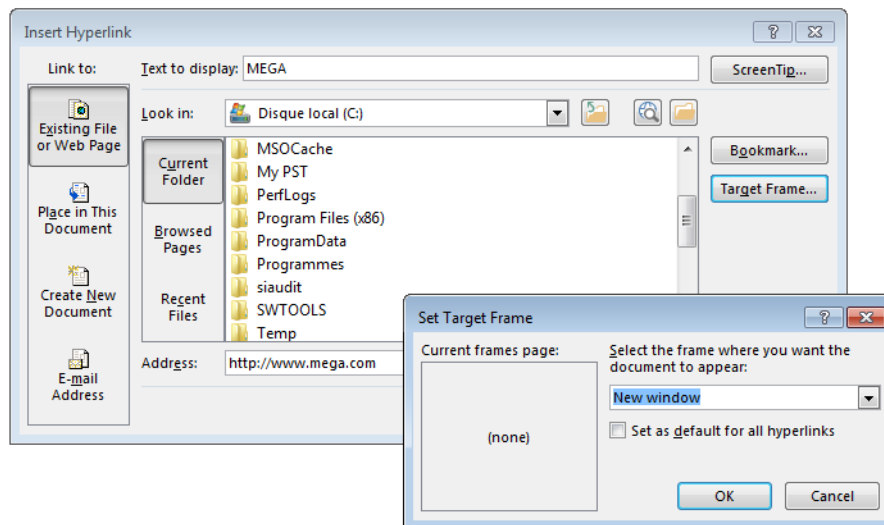 Insert Hyperlink
Link to:
Text to display: MEGA
ScreenTip...
Existing File
or Web Page
Look in:
Disque local (C:)
Current
Folder
MSOCache
My PST
PerfLogs
Program Files (x86)
ProgramData
Programmes
siaudit
SWTOOLS
Temp
Bookmark...
Target Frame...
Place in This
Document
Browsed
Pages
Create New
Document
Recent
Files
Address: http://www.mega.com
E-mail
Address
Set Target Frame
Current frames page:
(none)
Select the frame where you want the
document to appear:
New window
Set as default for all hyperlinks
OK
Cancel